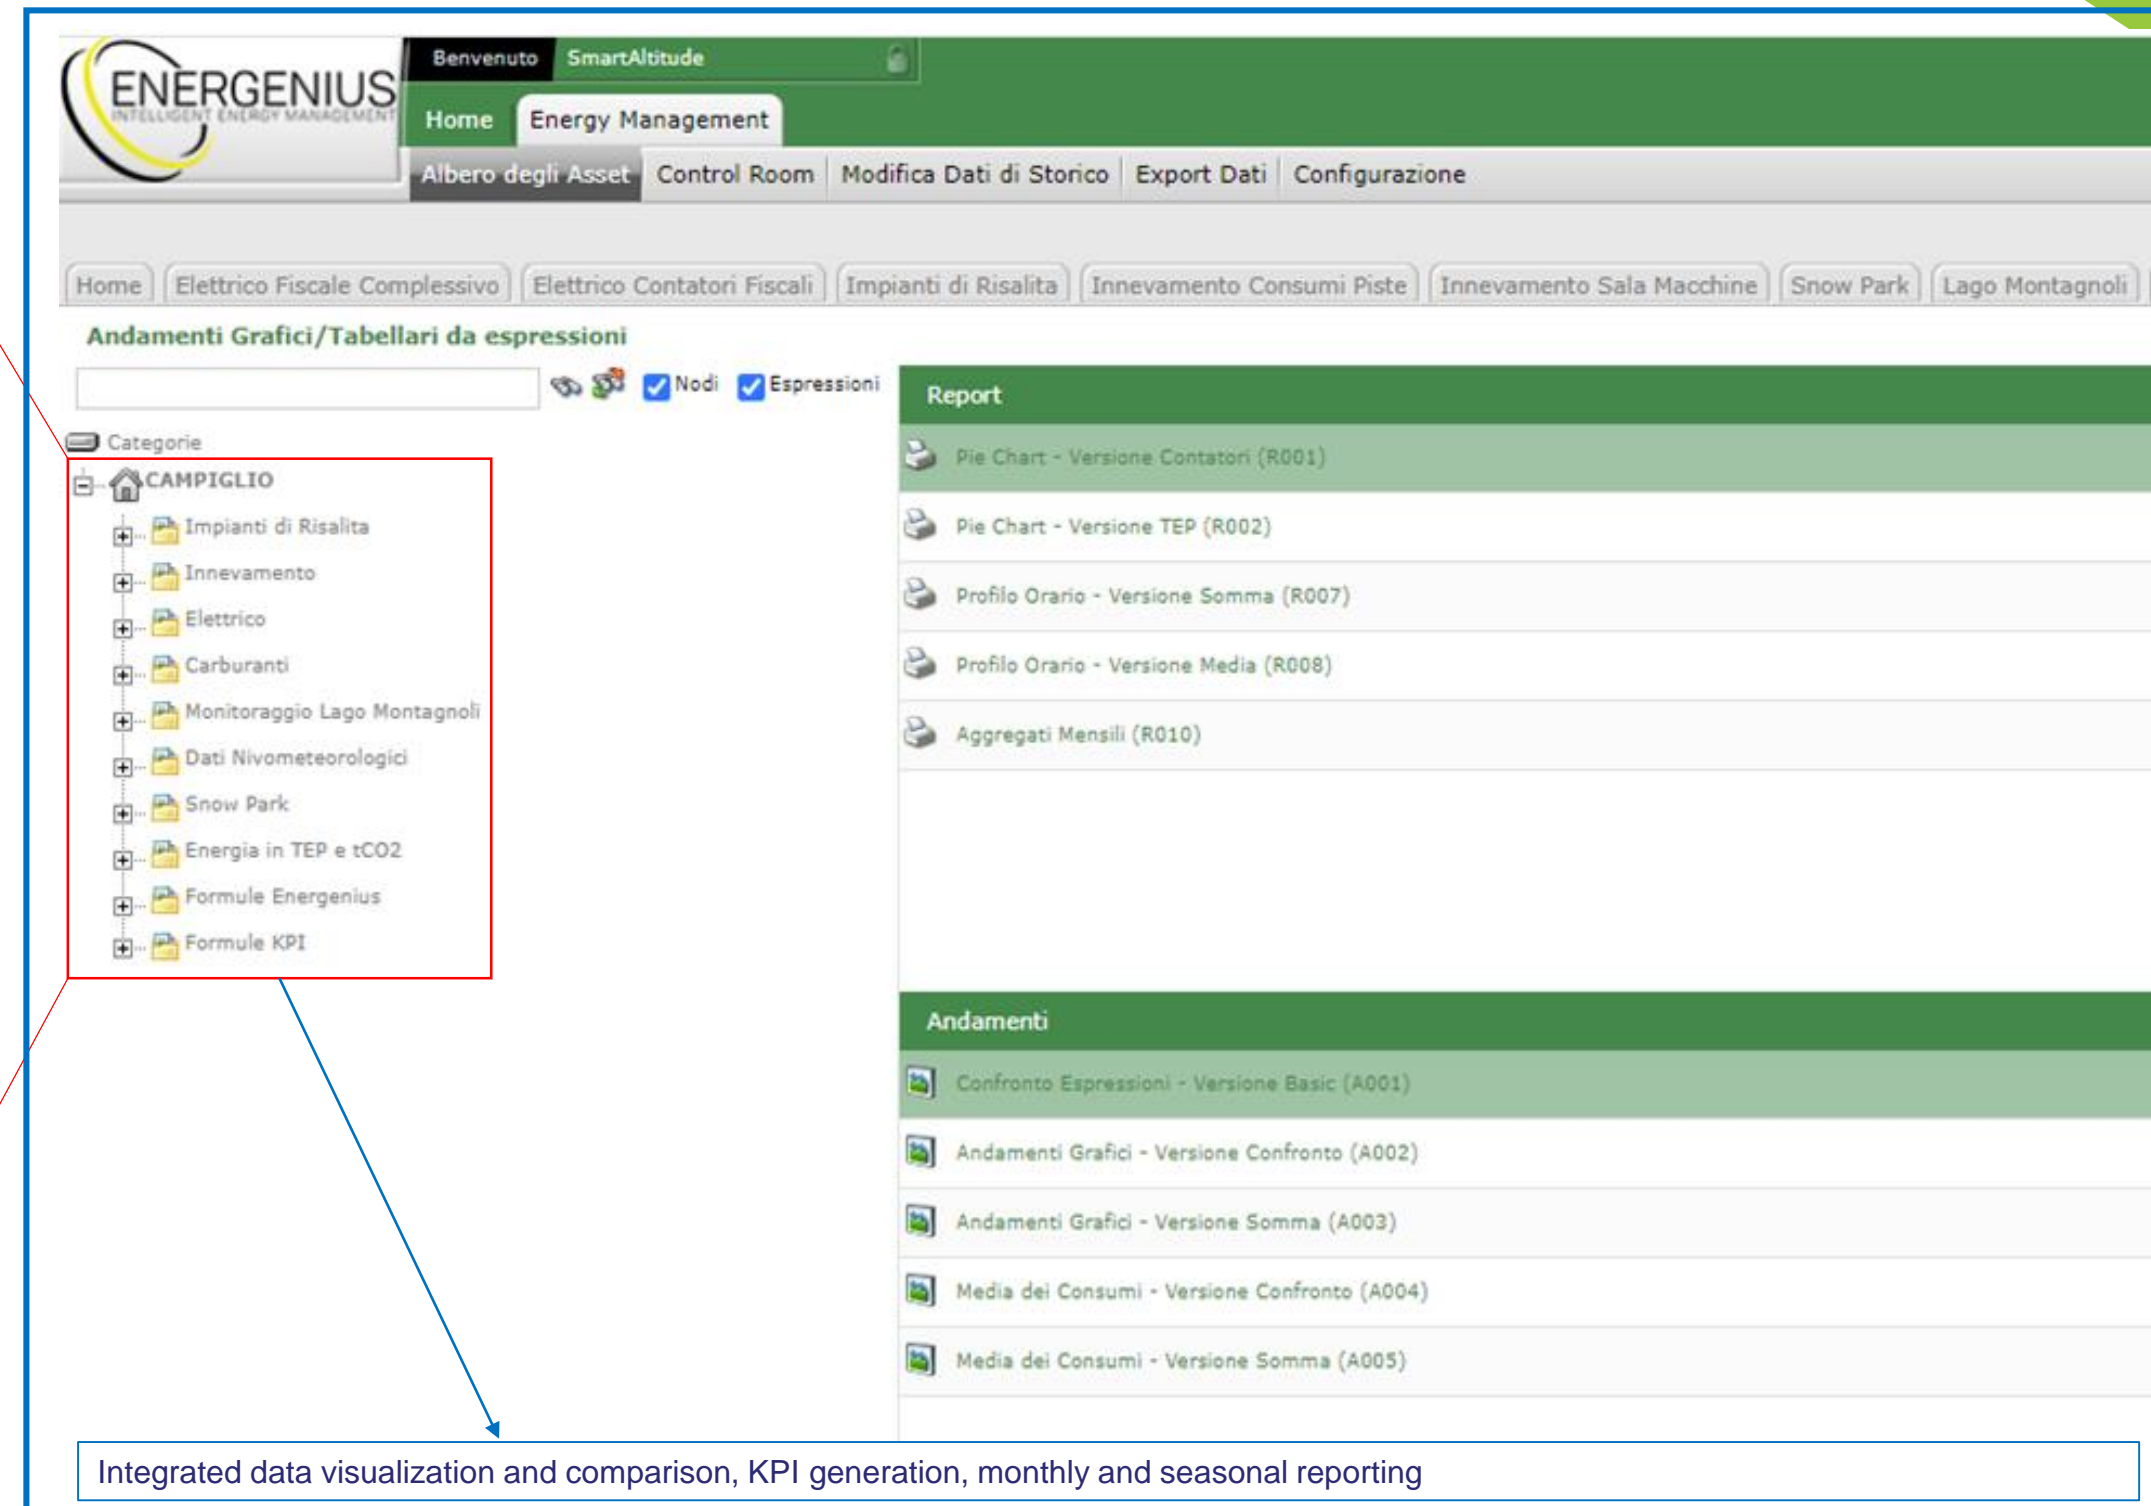 ENERGENIUS
INTELLIGENT ENERGY MANAGEMENT
Benvenuto SmartAltitude
Home Energy Management
Albero degli Asset Control Room Modifica Dati di Storico Export Dati Configurazione
Home Elettrico Fiscale Complessivo Elettrico Contatori Fiscali Impianti di Risalita Innevamento Consumi Piste Innevamento Sala Macchine Snow Park Lago Montagnoli
Andamenti Grafici/Tabellari da espressioni
Nodi Espressioni
Categorie
CAMPIGLIO
Impianti di Risalita
Innevamento
Elettrico
Carburanti
Monitoraggio Lago Montagnoli
Dati Nivometeorologici
Snow Park
Energia in TEP e tCO2
Formule Energenius
Formule KPI
Report
Pie Chart - Versione Contatori (R001)
Pie Chart - Versione TEP (R002)
Profilo Orario - Versione Somma (R007)
Profilo Orario - Versione Media (R008)
Aggregati Mensili (R010)
Andamenti
Confronto Espressioni - Versione Basic (A001)
Andamenti Grafici - Versione Confronto (A002)
Andamenti Grafici - Versione Somma (A003)
Media dei Consumi - Versione Confronto (A004)
Media dei Consumi - Versione Somma (A005)
Integrated data visualization and comparison, KPI generation, monthly and seasonal reporting